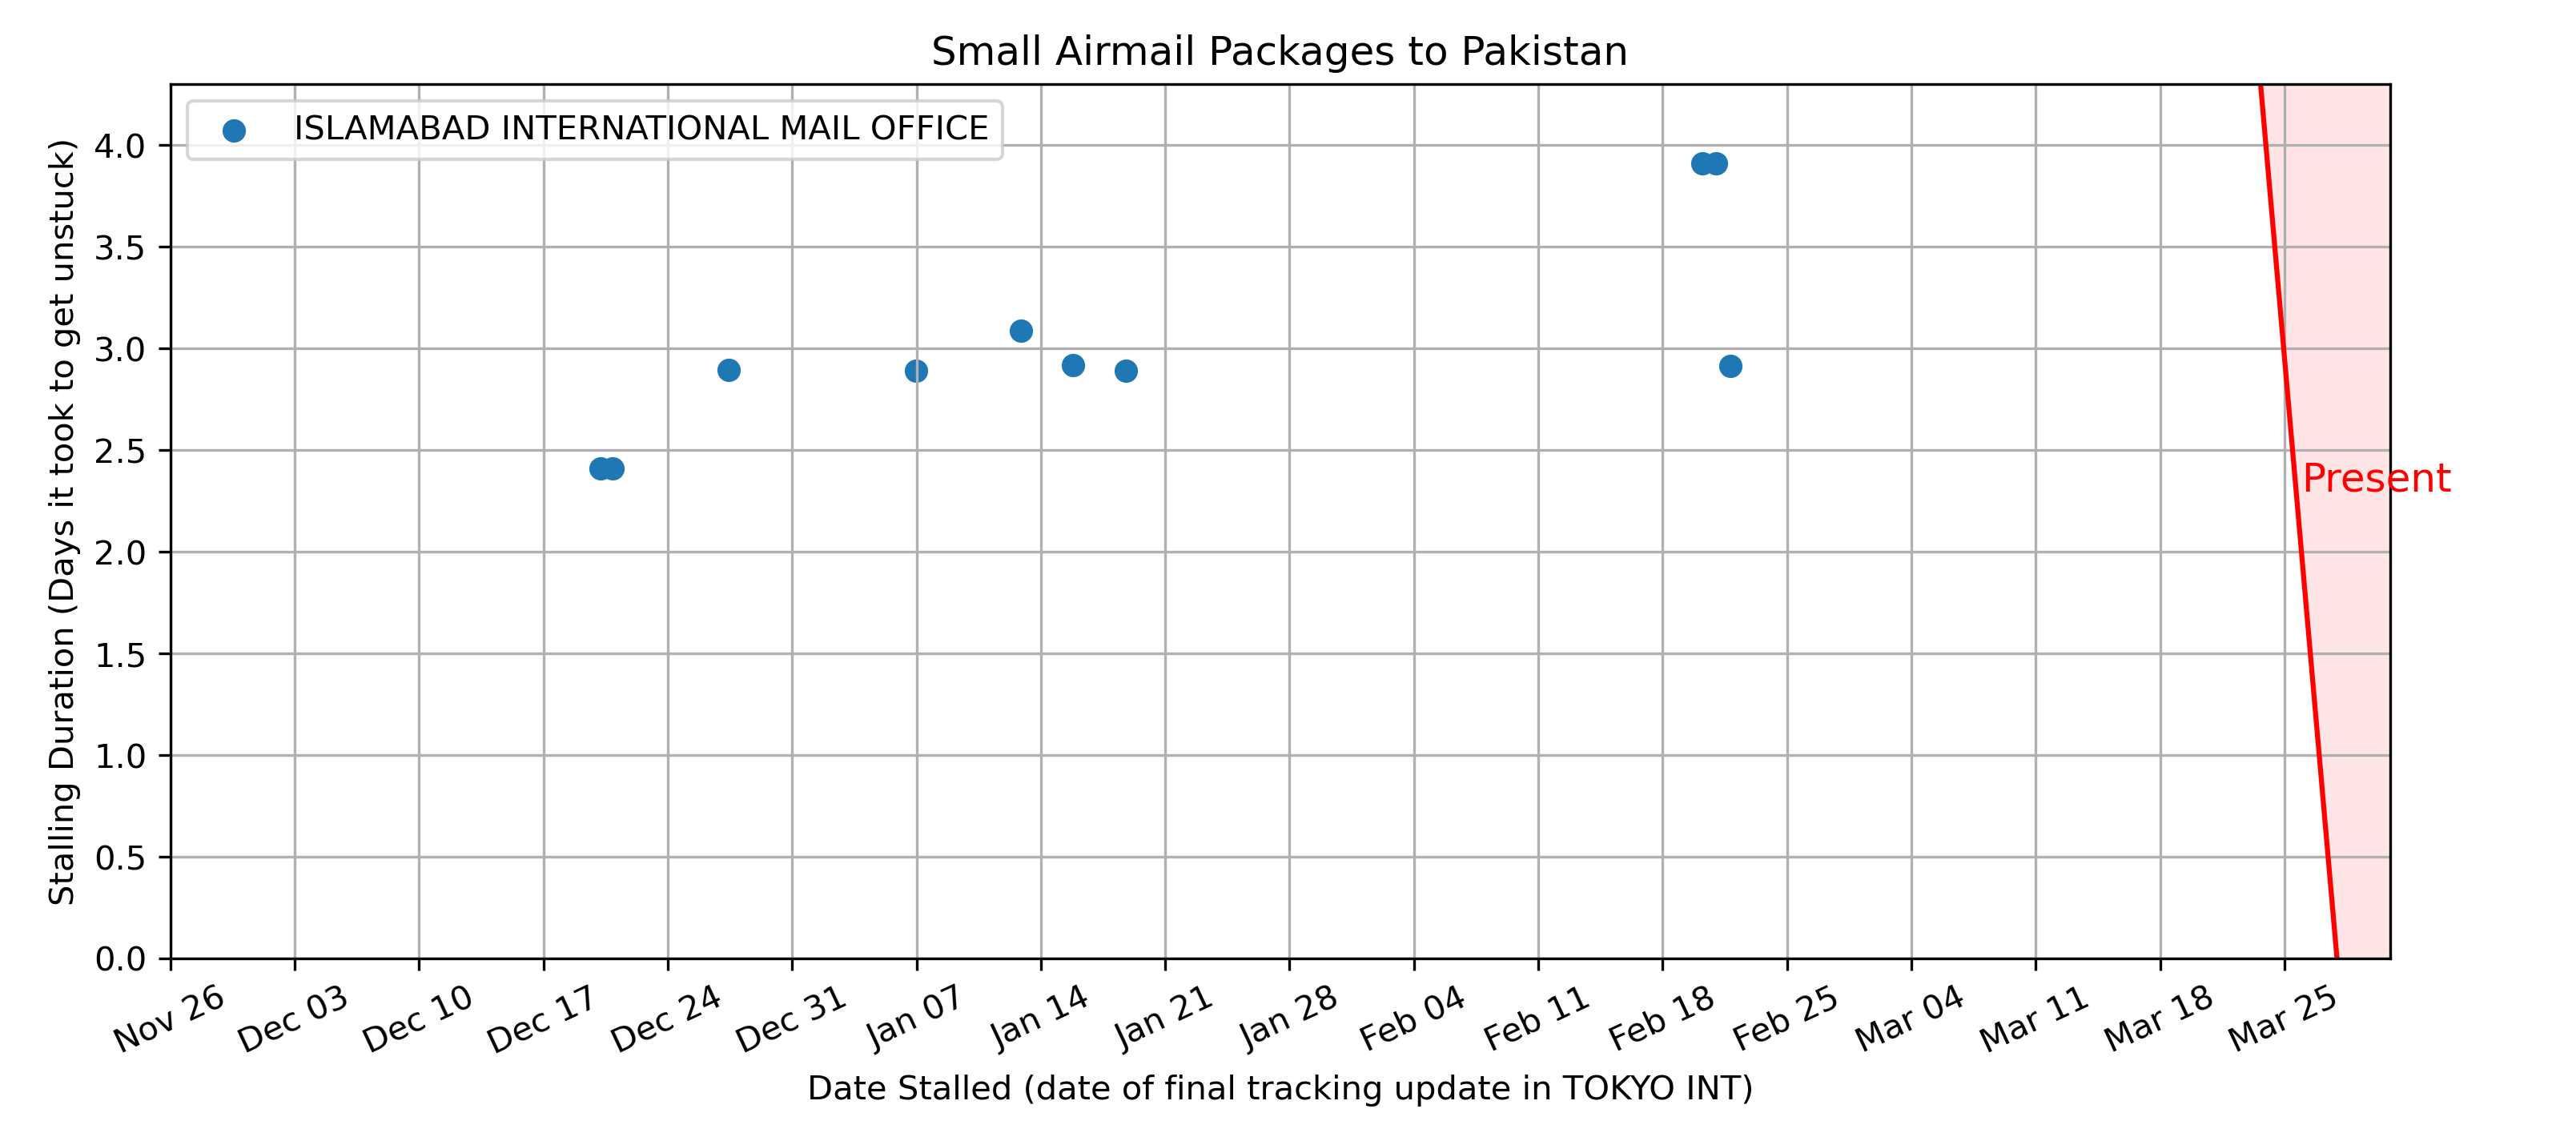 Small Airmail Packages to Pakistan
ISLAMABAD INTERNATIONAL MAIL OFFICE
Stalling Duration (Days it took to get unstuck)
4.0
3.5
3.0
2.5
2.0
1.5
1.0
0.5
0.0
Present
Nov 26
Dec 03
Dec 10
Dec 17
Dec 24
Dec 31
Jan 07
Jan 14
Jan 21
Jan 28
Feb 04
Feb 11
Feb 18
Feb 25
Mar 04
Mar 11
Mar 18
Mar 25
Date Stalled (date of final tracking update in TOKYO INT)